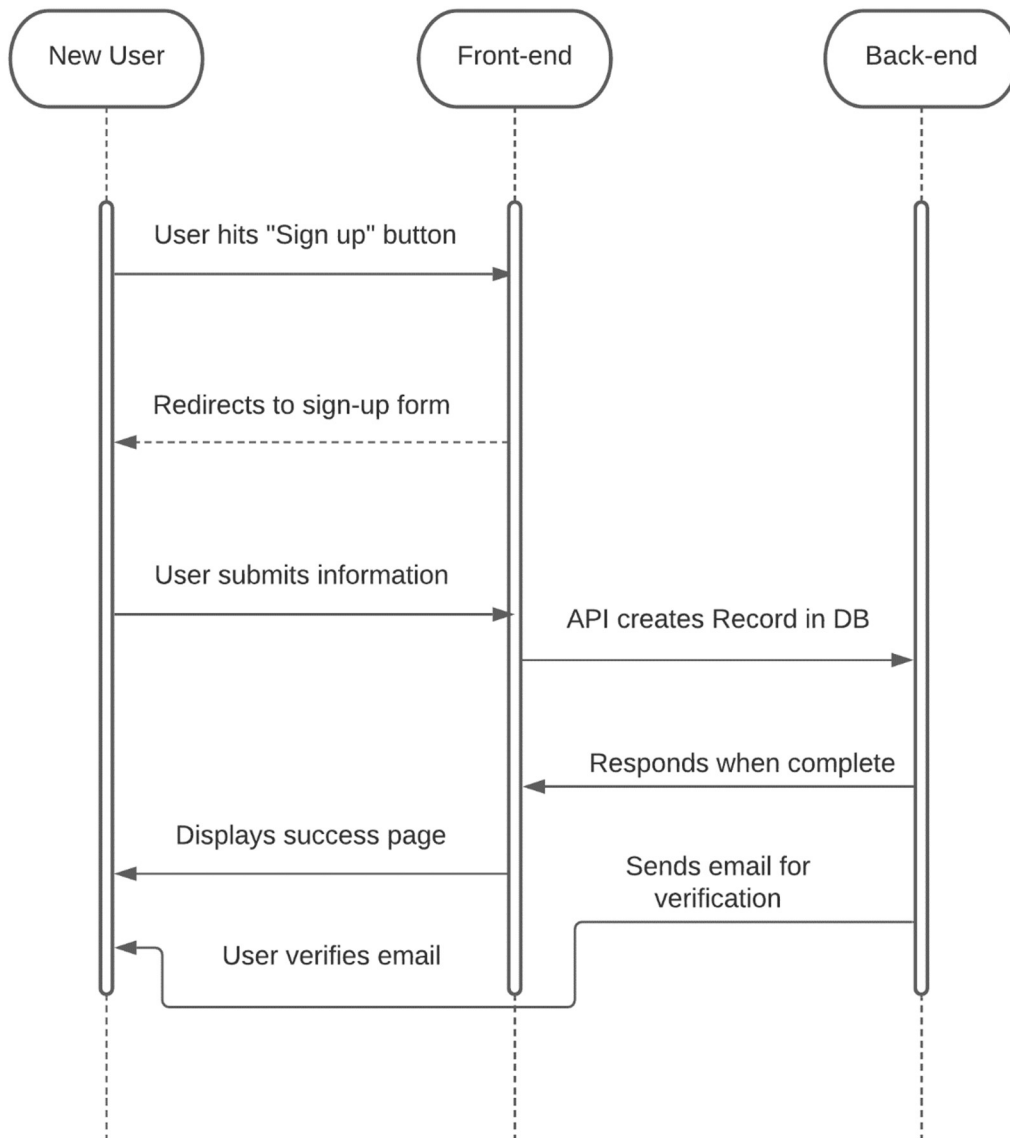 New User
Front-end
Back-end
User hits "Sign up" button
Redirects to sign-up form
User submits information
API creates Record in DB
Responds when complete
Displays success page
Sends email for
verification
User verifies email